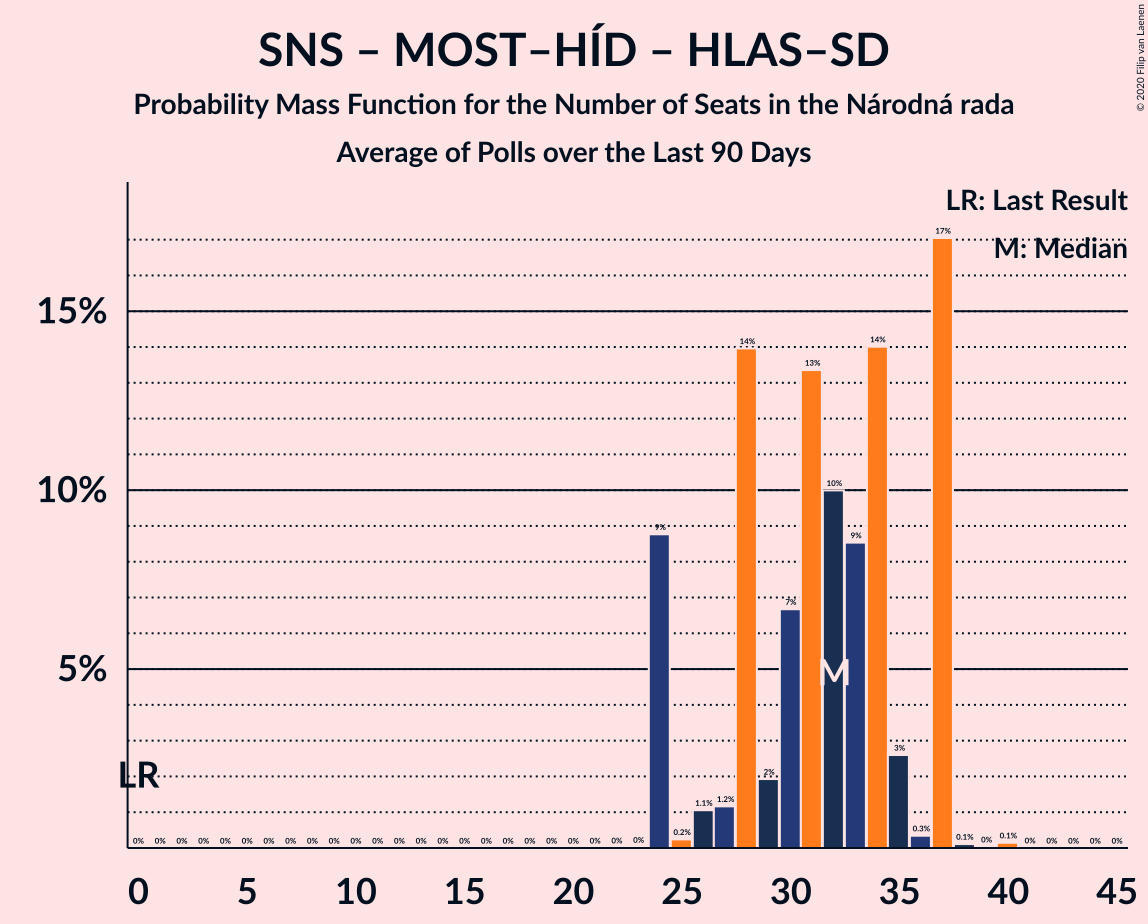 SNS – MOST–HÍD – HLAS–SD
Probability Mass Function for the Number of Seats in the Národná rada
Average of Polls over the Last 90 Days
© 2020 Filip van Laenen
LR: Last Result
M: Median
15%
10%
5%
LR
M
0% 0% 0% 0% 0% 0% 0% 0% 0% 0% 0% 0% 0% 0% 0% 0% 0% 0% 0% 0% 0% 0% 0% 0% 9% 0.2% 1.1% 1.2% 14% 2% 7% 13% 10% 9% 14% 3% 0.3% 17% 0.1% 0% 0.1% 0% 0% 0% 0% 0%
0 5 10 15 20 25 30 35 40 45